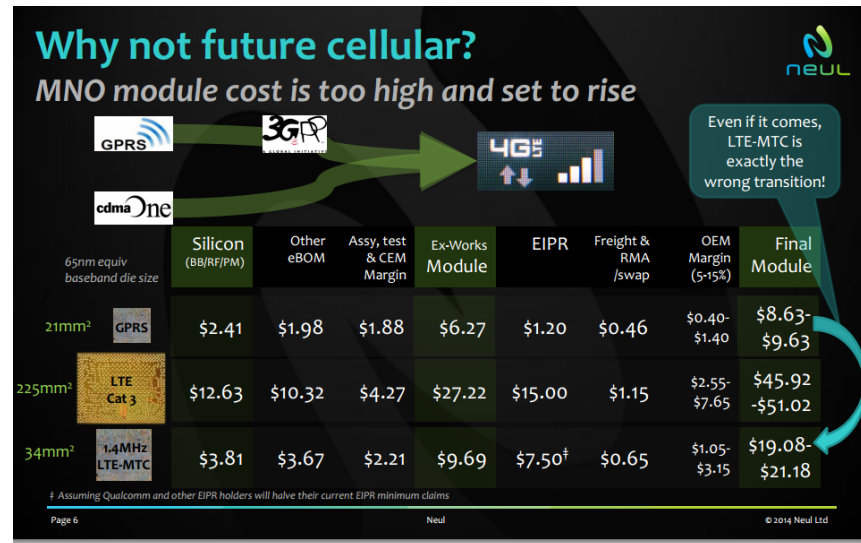 Why not future cellular?
MNO module cost is too high and set to rise
neul
GPRS
3GPP
A GLOBAL INITIATIVE
cdmaOne
4G LTE
Even if it comes,
LTE-MTC is
exactly the
wrong transition!
65nm equiv
baseband die size
Silicon
(BB/RF/PM)
Other
eBOM
Assy, test
& CEM
Margin
Ex-Works
Module
EIPR
Freight &
RMA
/swap
OEM
Margin
(5-15%)
Final
Module
21mm²
GPRS
$2.41
$1.98
$1.88
$6.27
$1.20
$0.46
$0.40-
$1.40
$8.63-
$9.63
225mm²
LTE
Cat 3
$12.63
$10.32
$4.27
$27.22
$15.00
$1.15
$2.55-
$7.65
$45.92
-$51.02
34mm²
1.4MHz
LTE-MTC
$3.81
$3.67
$2.21
$9.69
$7.50‡
$0.65
$1.05-
$3.15
$19.08-
$21.18
‡ Assuming Qualcomm and other EIPR holders will halve their current EIPR minimum claims
Page 6
Neul
© 2014 Neul Ltd